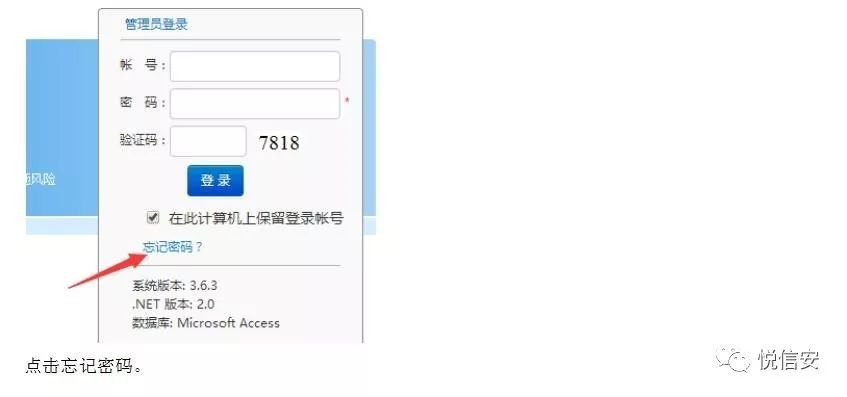 管理员登录
帐 号：
密 码： *
验证码： 7818
登 录
施风险
在此计算机上保留登录帐号
忘记密码？
系统版本: 3.6.3
.NET 版本: 2.0
数据库: Microsoft Access
点击忘记密码。
悦信安